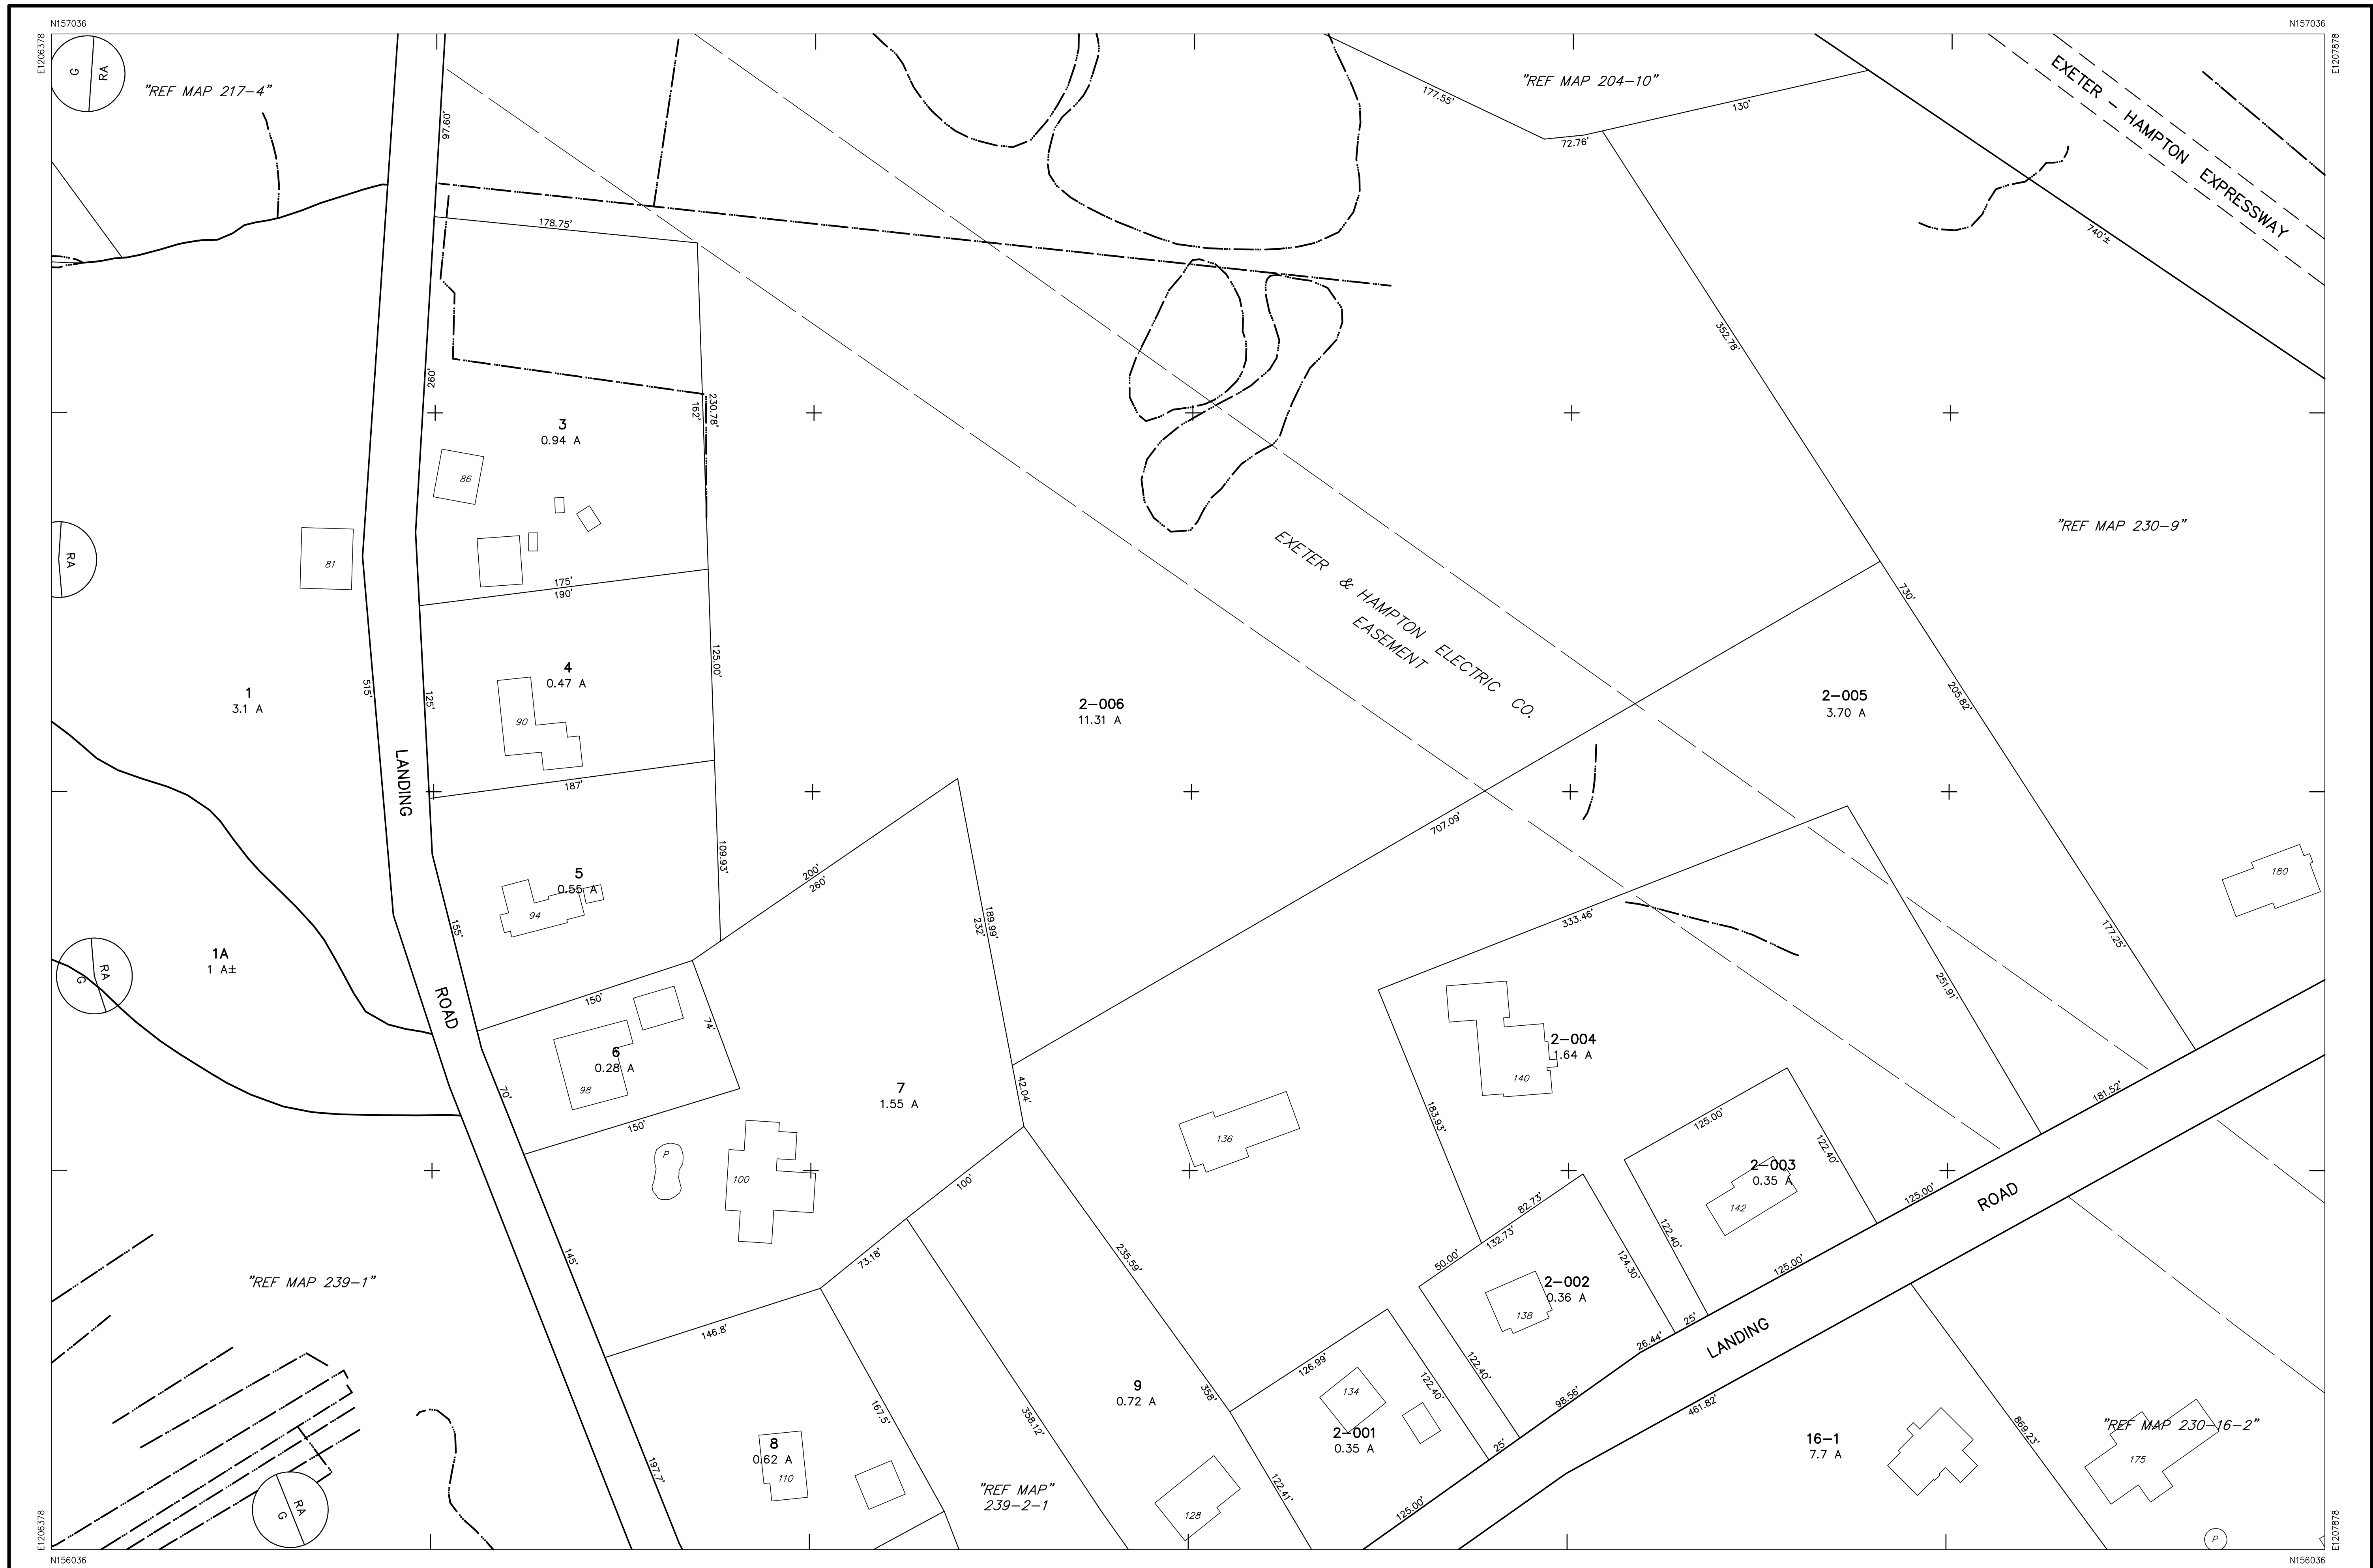 N157036
N157036
E1206378
E1207878
G
RA
"REF MAP 217-4"
"REF MAP 204-10"
EXETER - HAMPTON EXPRESSWAY
97.60'
177.55'
72.76'
130'
740'±
178.75'
260'
162'
230.78'
352.78'
3
0.94 A
86
"REF MAP 230-9"
RA
81
175'
190'
EXETER & HAMPTON ELECTRIC CO.
EASEMENT
730'
1
3.1 A
515'
125'
4
0.47 A
90
125.00'
2-006
11.31 A
2-005
3.70 A
205.82'
LANDING
187'
707.09'
5
0.55 A
94
109.93'
200'
260'
189.99'
232'
333.46'
180
177.25'
155'
1A
1 A±
RA
G
ROAD
150'
251.91'
74'
6
0.28 A
98
70'
150'
7
1.55 A
42.04'
136
183.93'
2-004
1.64 A
140
181.52'
125.00'
122.40'
P
100
100'
2-003
0.35 A
142
122.40'
125.00'
ROAD
82.73'
132.73'
50.00'
145'
73.18'
235.59'
124.30'
125.00'
"REF MAP 239-1"
2-002
0.36 A
138
25'
26.44'
LANDING
146.8'
126.99'
122.40'
98.56'
461.82'
9
0.72 A
358'
134
122.40'
167.5'
358.12'
2-001
0.35 A
25'
8
0.62 A
110
197.7'
16-1
7.7 A
869.23'
"REF MAP 230-16-2"
175
"REF MAP"
239-2-1
122.41'
128
125.00'
RA
G
P
E1206378
E1207878
N156036
N156036